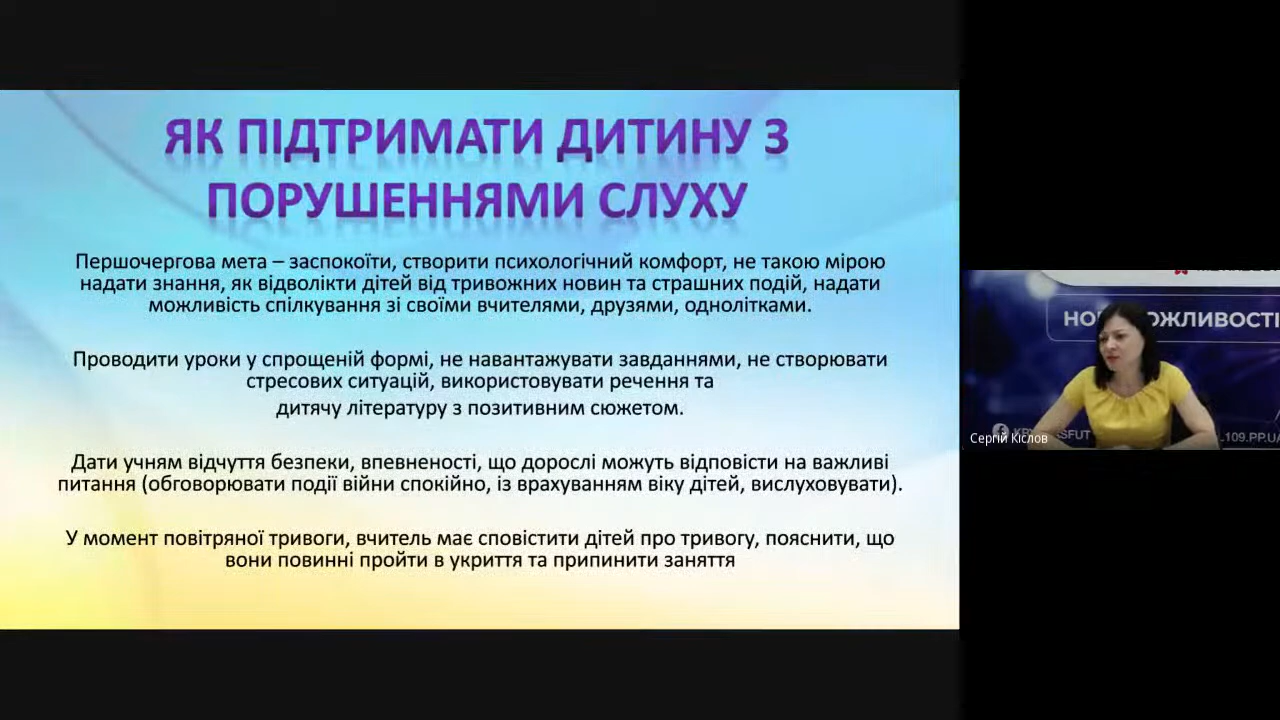 ЯК ПІДТРИМАТИ ДИТИНУ З
ПОРУШЕННЯМИ СЛУХУ
Першочергова мета – заспокоїти, створити психологічний комфорт, не такою мірою
надати знання, як відволікти дітей від тривожних новин та страшних подій, надати
можливість спілкування зі своїми вчителями, друзями, однолітками.
Проводити уроки у спрощеній формі, не навантажувати завданнями, не створювати
стресових ситуацій, використовувати речення та
дитячу літературу з позитивним сюжетом.
Дати учням відчуття безпеки, впевненості, що дорослі можуть відповісти на важливі
питання (обговорювати події війни спокійно, із врахуванням віку дітей, вислуховувати).
У момент повітряної тривоги, вчитель має сповістити дітей про тривогу, пояснити, що
вони повинні пройти в укриття та припинити заняття
ОЖЛИВОСТІ
Сергій Кіслов
.109.PP.UA